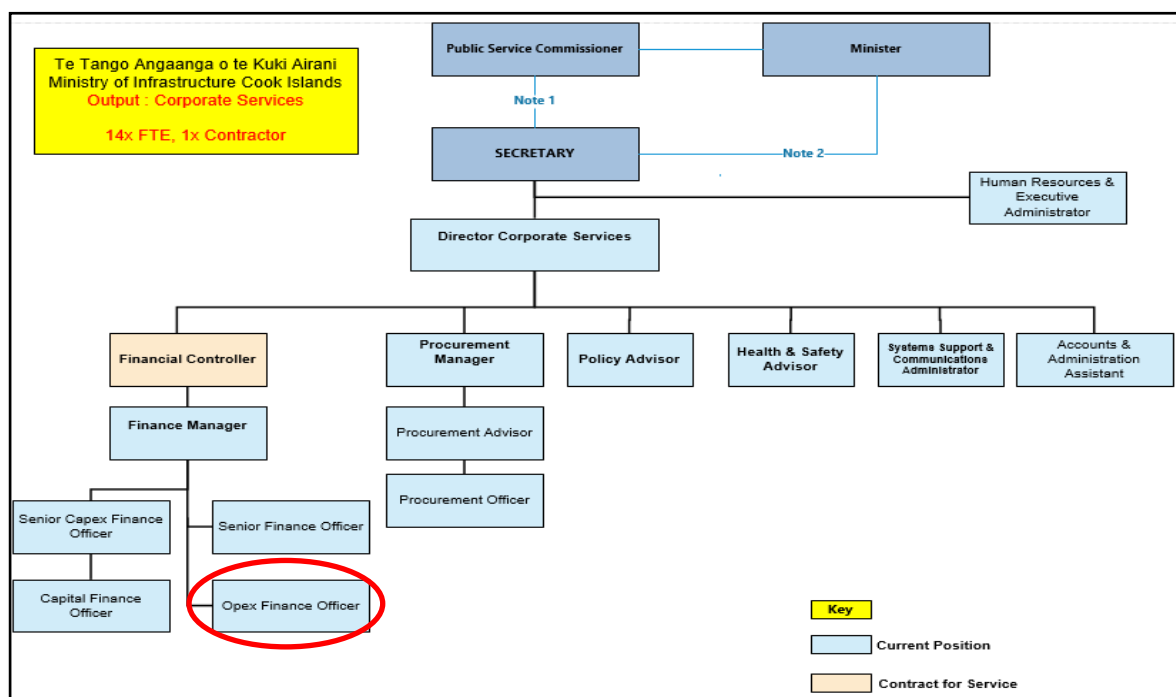 Public Service Commissioner
Minister
Te Tango Angaanga o te Kuki Airani
Ministry of Infrastructure Cook Islands
Output : Corporate Services
14x FTE, 1x Contractor
Note 1
SECRETARY
Note 2
Human Resources &
Executive
Administrator
Director Corporate Services
Financial Controller
Procurement
Manager
Policy Advisor
Health & Safety
Advisor
Systems Support &
Communications
Administrator
Accounts &
Administration
Assistant
Finance Manager
Procurement Advisor
Procurement Officer
Senior Capex Finance
Officer
Senior Finance Officer
Capital Finance
Officer
Opex Finance Officer
Key
Current Position
Contract for Service